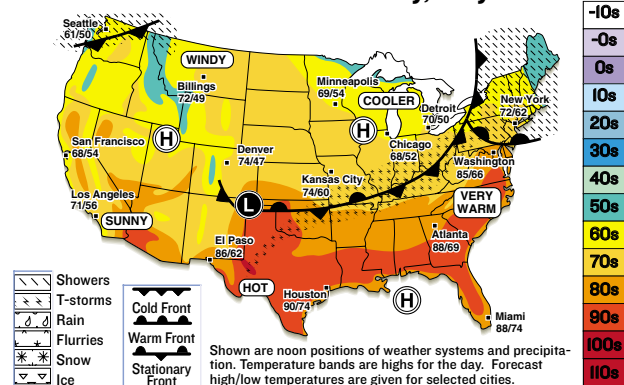 Seattle
61/50
WINDY
Billings
72/49
Minneapolis
69/54
COOLER
Detroit
70/50
New York
72/62
H
H
San Francisco
68/54
Denver
74/47
Chicago
68/52
Washington
85/66
Kansas City
74/60
Los Angeles
71/56
SUNNY
L
VERY
WARM
El Paso
86/62
Atlanta
88/69
HOT
Houston
90/74
H
Miami
88/74
Showers
T-storms
Rain
Flurries
Snow
Ice
Cold Front
Warm Front
Stationary
Front
Shown are noon positions of weather systems and precipita-
tion. Temperature bands are highs for the day. Forecast
high/low temperatures are given for selected cities.
-10s
-0s
0s
10s
20s
30s
40s
50s
60s
70s
80s
90s
100s
110s